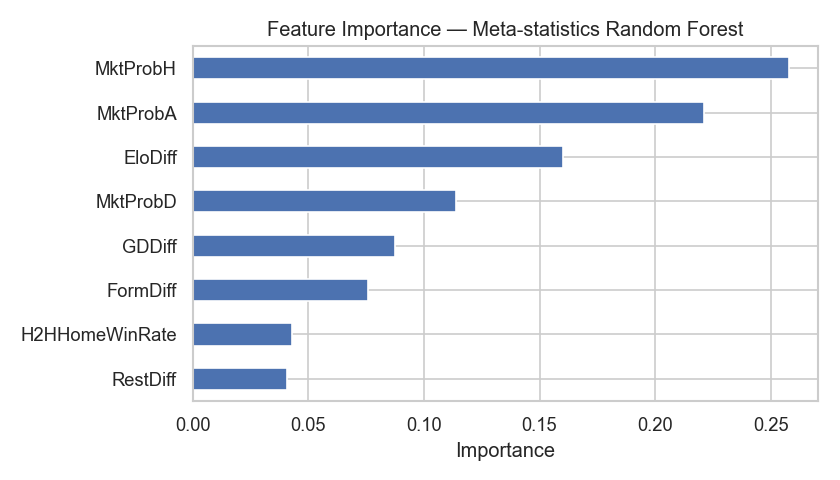 Feature Importance — Meta-statistics Random Forest
MktProbH
MktProbA
EloDiff
MktProbD
GDDiff
FormDiff
H2HHomeWinRate
RestDiff
0.00 0.05 0.10 0.15 0.20 0.25
Importance